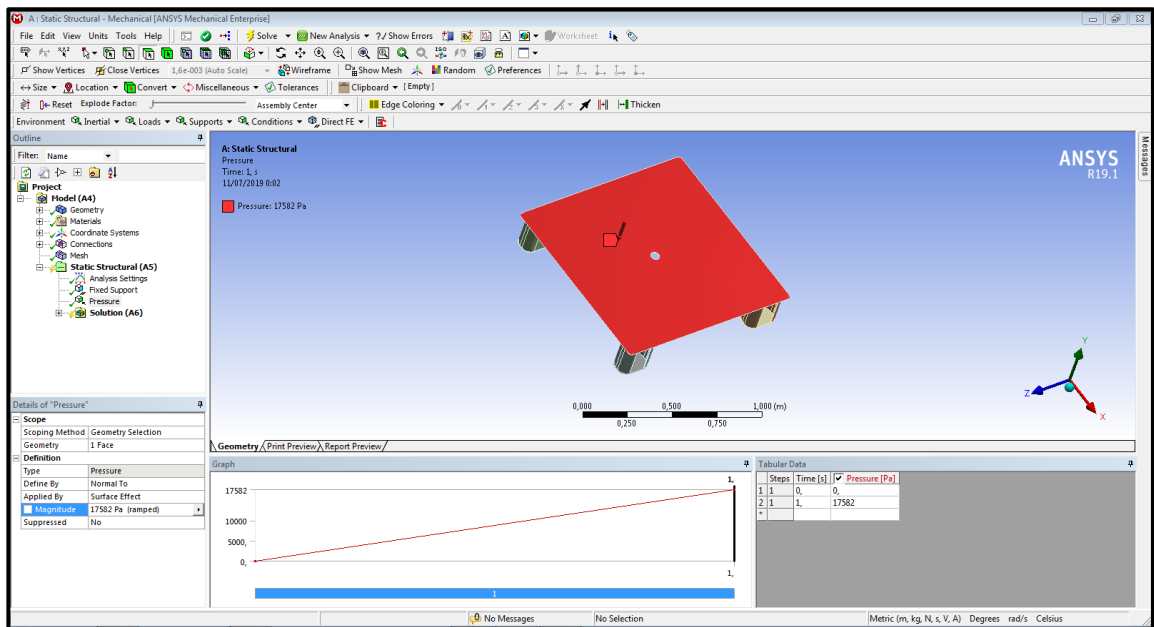 A : Static Structural - Mechanical [ANSYS Mechanical Enterprise]
File Edit View Units Tools Help Solve New Analysis ?/ Show Errors A Worksheet
Show Vertices Close Vertices 1,6e-003 (Auto Scale) Wireframe Show Mesh Random Preferences
Size Location Convert Miscellaneous Tolerances Clipboard [Empty]
Reset Explode Factor: Assembly Center Edge Coloring Thicken
Environment Inertial Loads Supports Conditions Direct FE
Outline
Filter: Name
Project
Model (A4)
Geometry
Materials
Coordinate Systems
Connections
Mesh
Static Structural (A5)
Analysis Settings
Fixed Support
Pressure
Solution (A6)
Details of "Pressure"
Scope
Scoping Method Geometry Selection
Geometry 1 Face
Definition
Type Pressure
Define By Normal To
Applied By Surface Effect
Magnitude 17582 Pa (ramped)
Suppressed No
A: Static Structural
Pressure
Time: 1, s
11/07/2019 0:02
Pressure: 17582 Pa
ANSYS
R19.1
Messages
Y
Z
X
0,000 0,500 1,000 (m)
0,250 0,750
Geometry Print Preview Report Preview
Graph
1,
17582
10000
5000,
0,
1,
1
Tabular Data
Steps Time [s] Pressure [Pa]
1 1 0, 0,
2 1 1, 17582
*
No Messages No Selection Metric (m, kg, N, s, V, A) Degrees rad/s Celsius